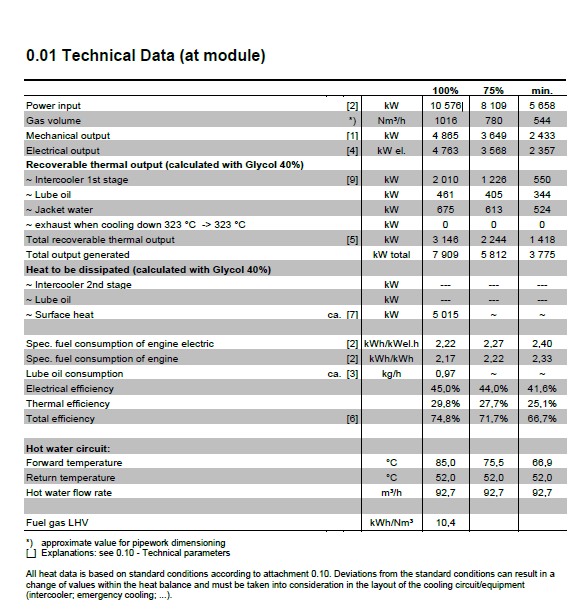 0.01 Technical Data (at module)
100% 75% min.
Power input [2] kW 10 576 8 109 5 658
Gas volume *) Nm³/h 1016 780 544
Mechanical output [1] kW 4 865 3 649 2 433
Electrical output [4] kW el. 4 763 3 568 2 357
Recoverable thermal output (calculated with Glycol 40%)
~ Intercooler 1st stage [9] kW 2 010 1 226 550
~ Lube oil kW 461 405 344
~ Jacket water kW 675 613 524
~ exhaust when cooling down 323 °C -> 323 °C kW 0 0 0
Total recoverable thermal output [5] kW 3 146 2 244 1 418
Total output generated kW total 7 909 5 812 3 775
Heat to be dissipated (calculated with Glycol 40%)
~ Intercooler 2nd stage kW --- --- ---
~ Lube oil kW --- --- ---
~ Surface heat ca. [7] kW 5 015 ~ ~
Spec. fuel consumption of engine electric [2] kWh/kWel.h 2,22 2,27 2,40
Spec. fuel consumption of engine [2] kWh/kWh 2,17 2,22 2,33
Lube oil consumption ca. [3] kg/h 0,97 ~ ~
Electrical efficiency 45,0% 44,0% 41,6%
Thermal efficiency 29,8% 27,7% 25,1%
Total efficiency [6] 74,8% 71,7% 66,7%
Hot water circuit:
Forward temperature °C 85,0 75,5 66,9
Return temperature °C 52,0 52,0 52,0
Hot water flow rate m³/h 92,7 92,7 92,7
Fuel gas LHV kWh/Nm³ 10,4
*) approximate value for pipework dimensioning
[_] Explanations: see 0.10 - Technical parameters
All heat data is based on standard conditions according to attachment 0.10. Deviations from the standard conditions can result in a
change of values within the heat balance and must be taken into consideration in the layout of the cooling circuit/equipment
(intercooler; emergency cooling; ...).